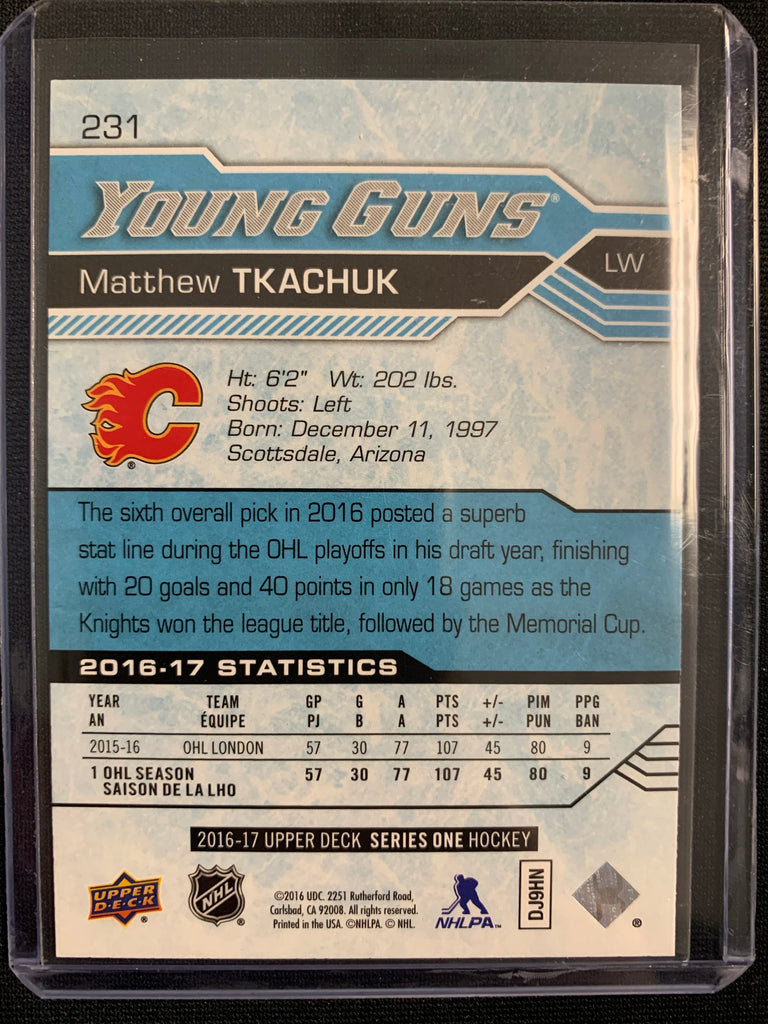 231
YOUNG GUNS®
Matthew TKACHUK
LW
Ht: 6'2" Wt: 202 lbs.
Shoots: Left
Born: December 11, 1997
Scottsdale, Arizona
®
The sixth overall pick in 2016 posted a superb
stat line during the OHL playoffs in his draft year, finishing
with 20 goals and 40 points in only 18 games as the
Knights won the league title, followed by the Memorial Cup.
2016-17 STATISTICS
YEAR TEAM GP G A PTS +/- PIM PPG
AN ÉQUIPE PJ B A PTS +/- PUN BAN
2015-16 OHL LONDON 57 30 77 107 45 80 9
1 OHL SEASON 57 30 77 107 45 80 9
SAISON DE LA LHO
2016-17 UPPER DECK SERIES ONE HOCKEY
UPPER DECK ®
NHL ®
©2016 UDC. 2251 Rutherford Road,
Carlsbad, CA 92008. All rights reserved.
Printed in the USA. ©NHLPA. © NHL.
NHLPA™
DJ9HN
®